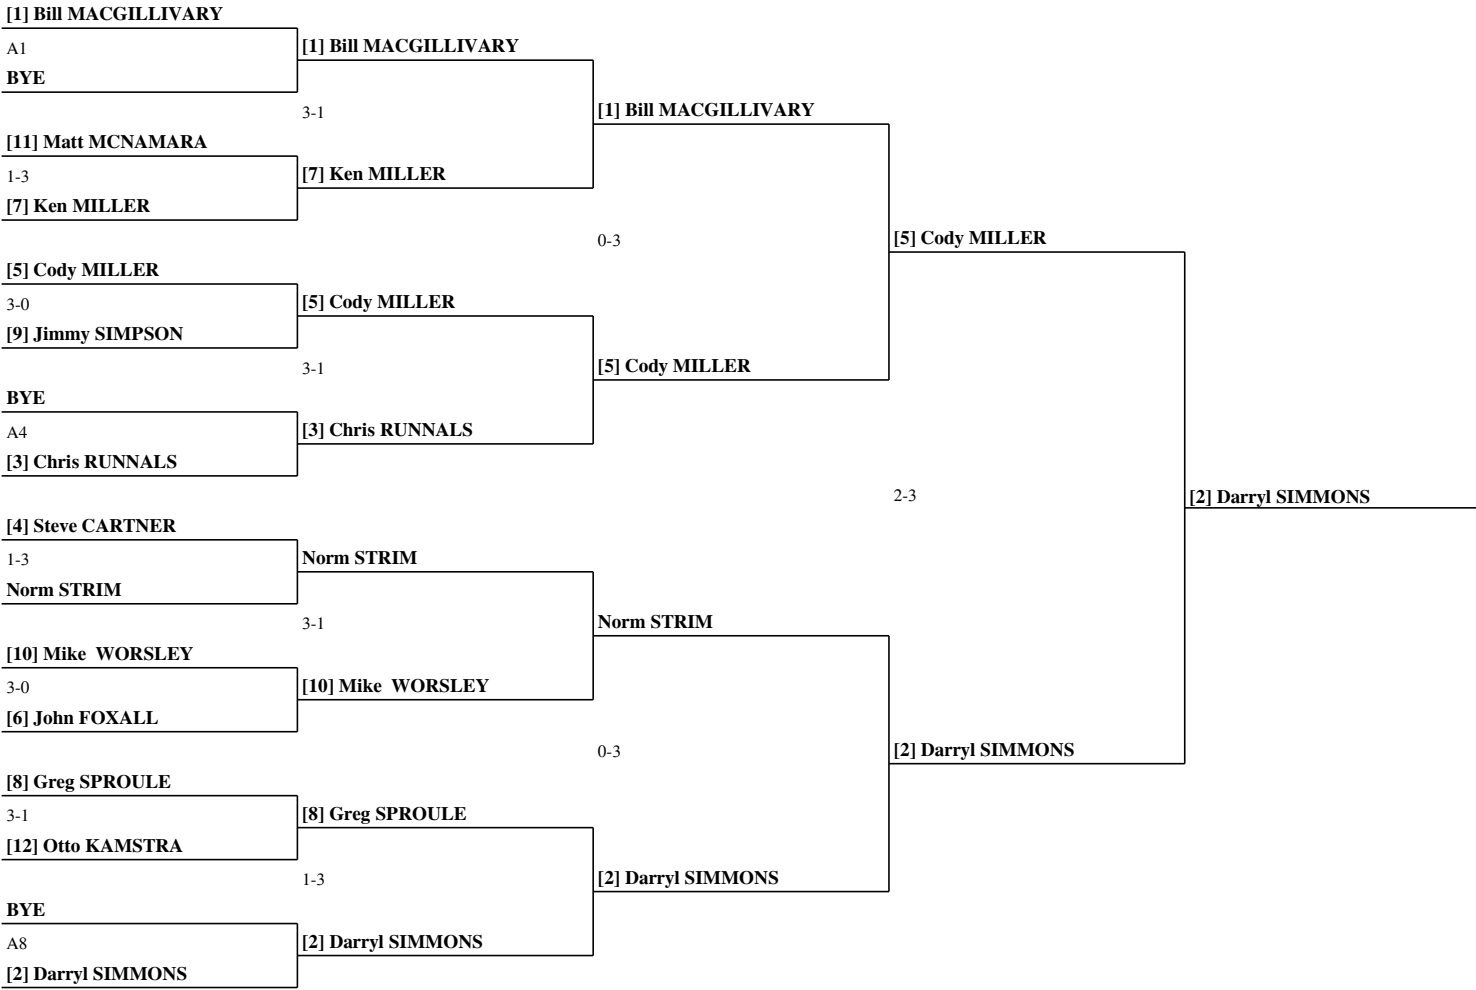 [1] Bill MACGILLIVARY
A1
BYE
[11] Matt MCNAMARA
1-3
[7] Ken MILLER
[5] Cody MILLER
3-0
[9] Jimmy SIMPSON
BYE
A4
[3] Chris RUNNALS
[4] Steve CARTNER
1-3
Norm STRIM
[10] Mike  WORSLEY
3-0
[6] John FOXALL
[8] Greg SPROULE
3-1
[12] Otto KAMSTRA
BYE
A8
[2] Darryl SIMMONS
[1] Bill MACGILLIVARY
3-1
[7] Ken MILLER
[5] Cody MILLER
3-1
[3] Chris RUNNALS
Norm STRIM
3-1
[10] Mike  WORSLEY
[8] Greg SPROULE
1-3
[2] Darryl SIMMONS
[1] Bill MACGILLIVARY
0-3
[5] Cody MILLER
Norm STRIM
0-3
[2] Darryl SIMMONS
[5] Cody MILLER
2-3
[2] Darryl SIMMONS
[2] Darryl SIMMONS